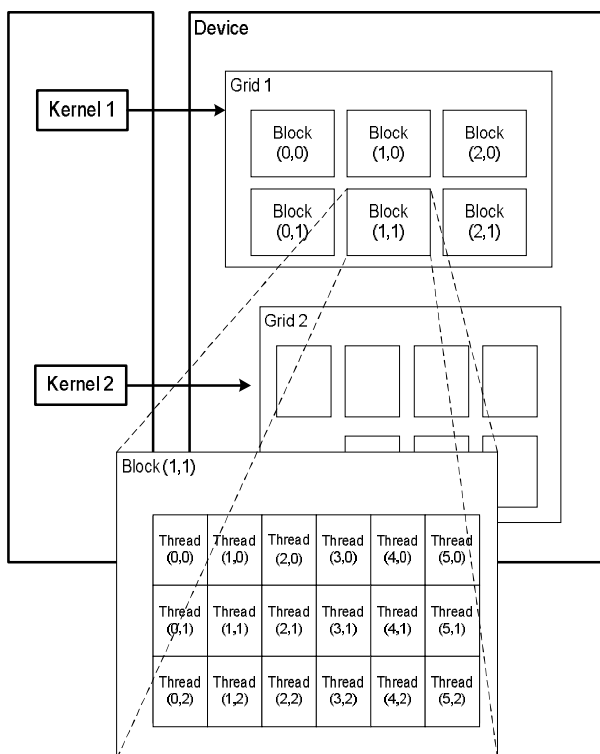 Device
Grid 1
Kernel 1
Block
(0,0)
Block
(1,0)
Block
(2,0)
Block
(0,1)
Block
(1,1)
Block
(2,1)
Grid 2
Kernel 2
Block (1,1)
Thread
(0,0)
Thread
(1,0)
Thread
(2,0)
Thread
(3,0)
Thread
(4,0)
Thread
(5,0)
Thread
(0,1)
Thread
(1,1)
Thread
(2,1)
Thread
(3,1)
Thread
(4,1)
Thread
(5,1)
Thread
(0,2)
Thread
(1,2)
Thread
(2,2)
Thread
(3,2)
Thread
(4,2)
Thread
(5,2)